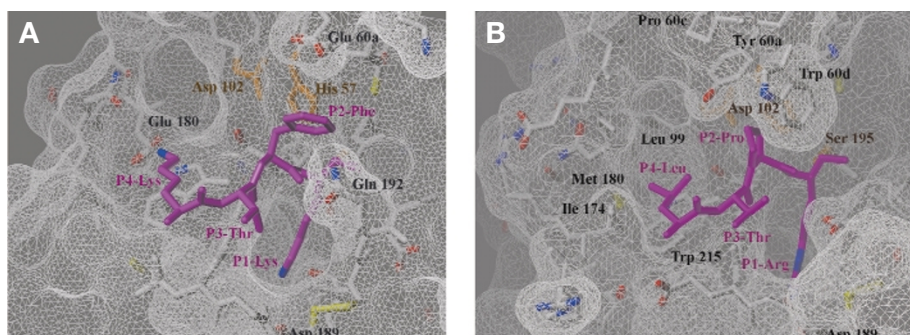 A
Glu 60a
Asp 102
His 57
P2-Phe
Glu 180
P4-Lys
Gln 192
P3-Thr
P1-Lys
Asp 189
B
Pro 60c
Tyr 60a
Trp 60d
Asp 102
Leu 99
P2-Pro
Ser 195
P4-Leu
Met 180
Ile 174
P3-Thr
Trp 215
P1-Arg
Asp 189